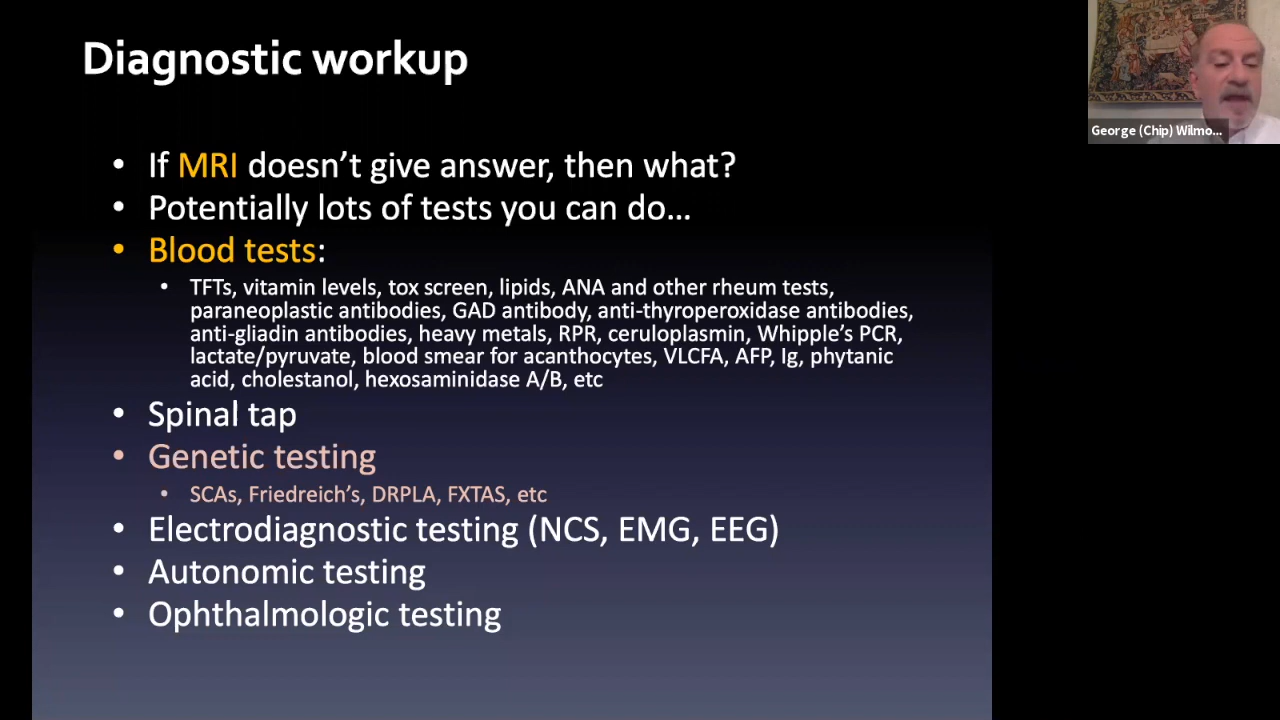 Diagnostic workup
George (Chip) Wilmo...
• If MRI doesn’t give answer, then what?
• Potentially lots of tests you can do…
• Blood tests:
• TFTs, vitamin levels, tox screen, lipids, ANA and other rheum tests,
paraneoplastic antibodies, GAD antibody, anti-thyroperoxidase antibodies,
anti-gliadin antibodies, heavy metals, RPR, ceruloplasmin, Whipple’s PCR,
lactate/pyruvate, blood smear for acanthocytes, VLCFA, AFP, Ig, phytanic
acid, cholestanol, hexosaminidase A/B, etc
• Spinal tap
• Genetic testing
• SCAs, Friedreich’s, DRPLA, FXTAS, etc
• Electrodiagnostic testing (NCS, EMG, EEG)
• Autonomic testing
• Ophthalmologic testing